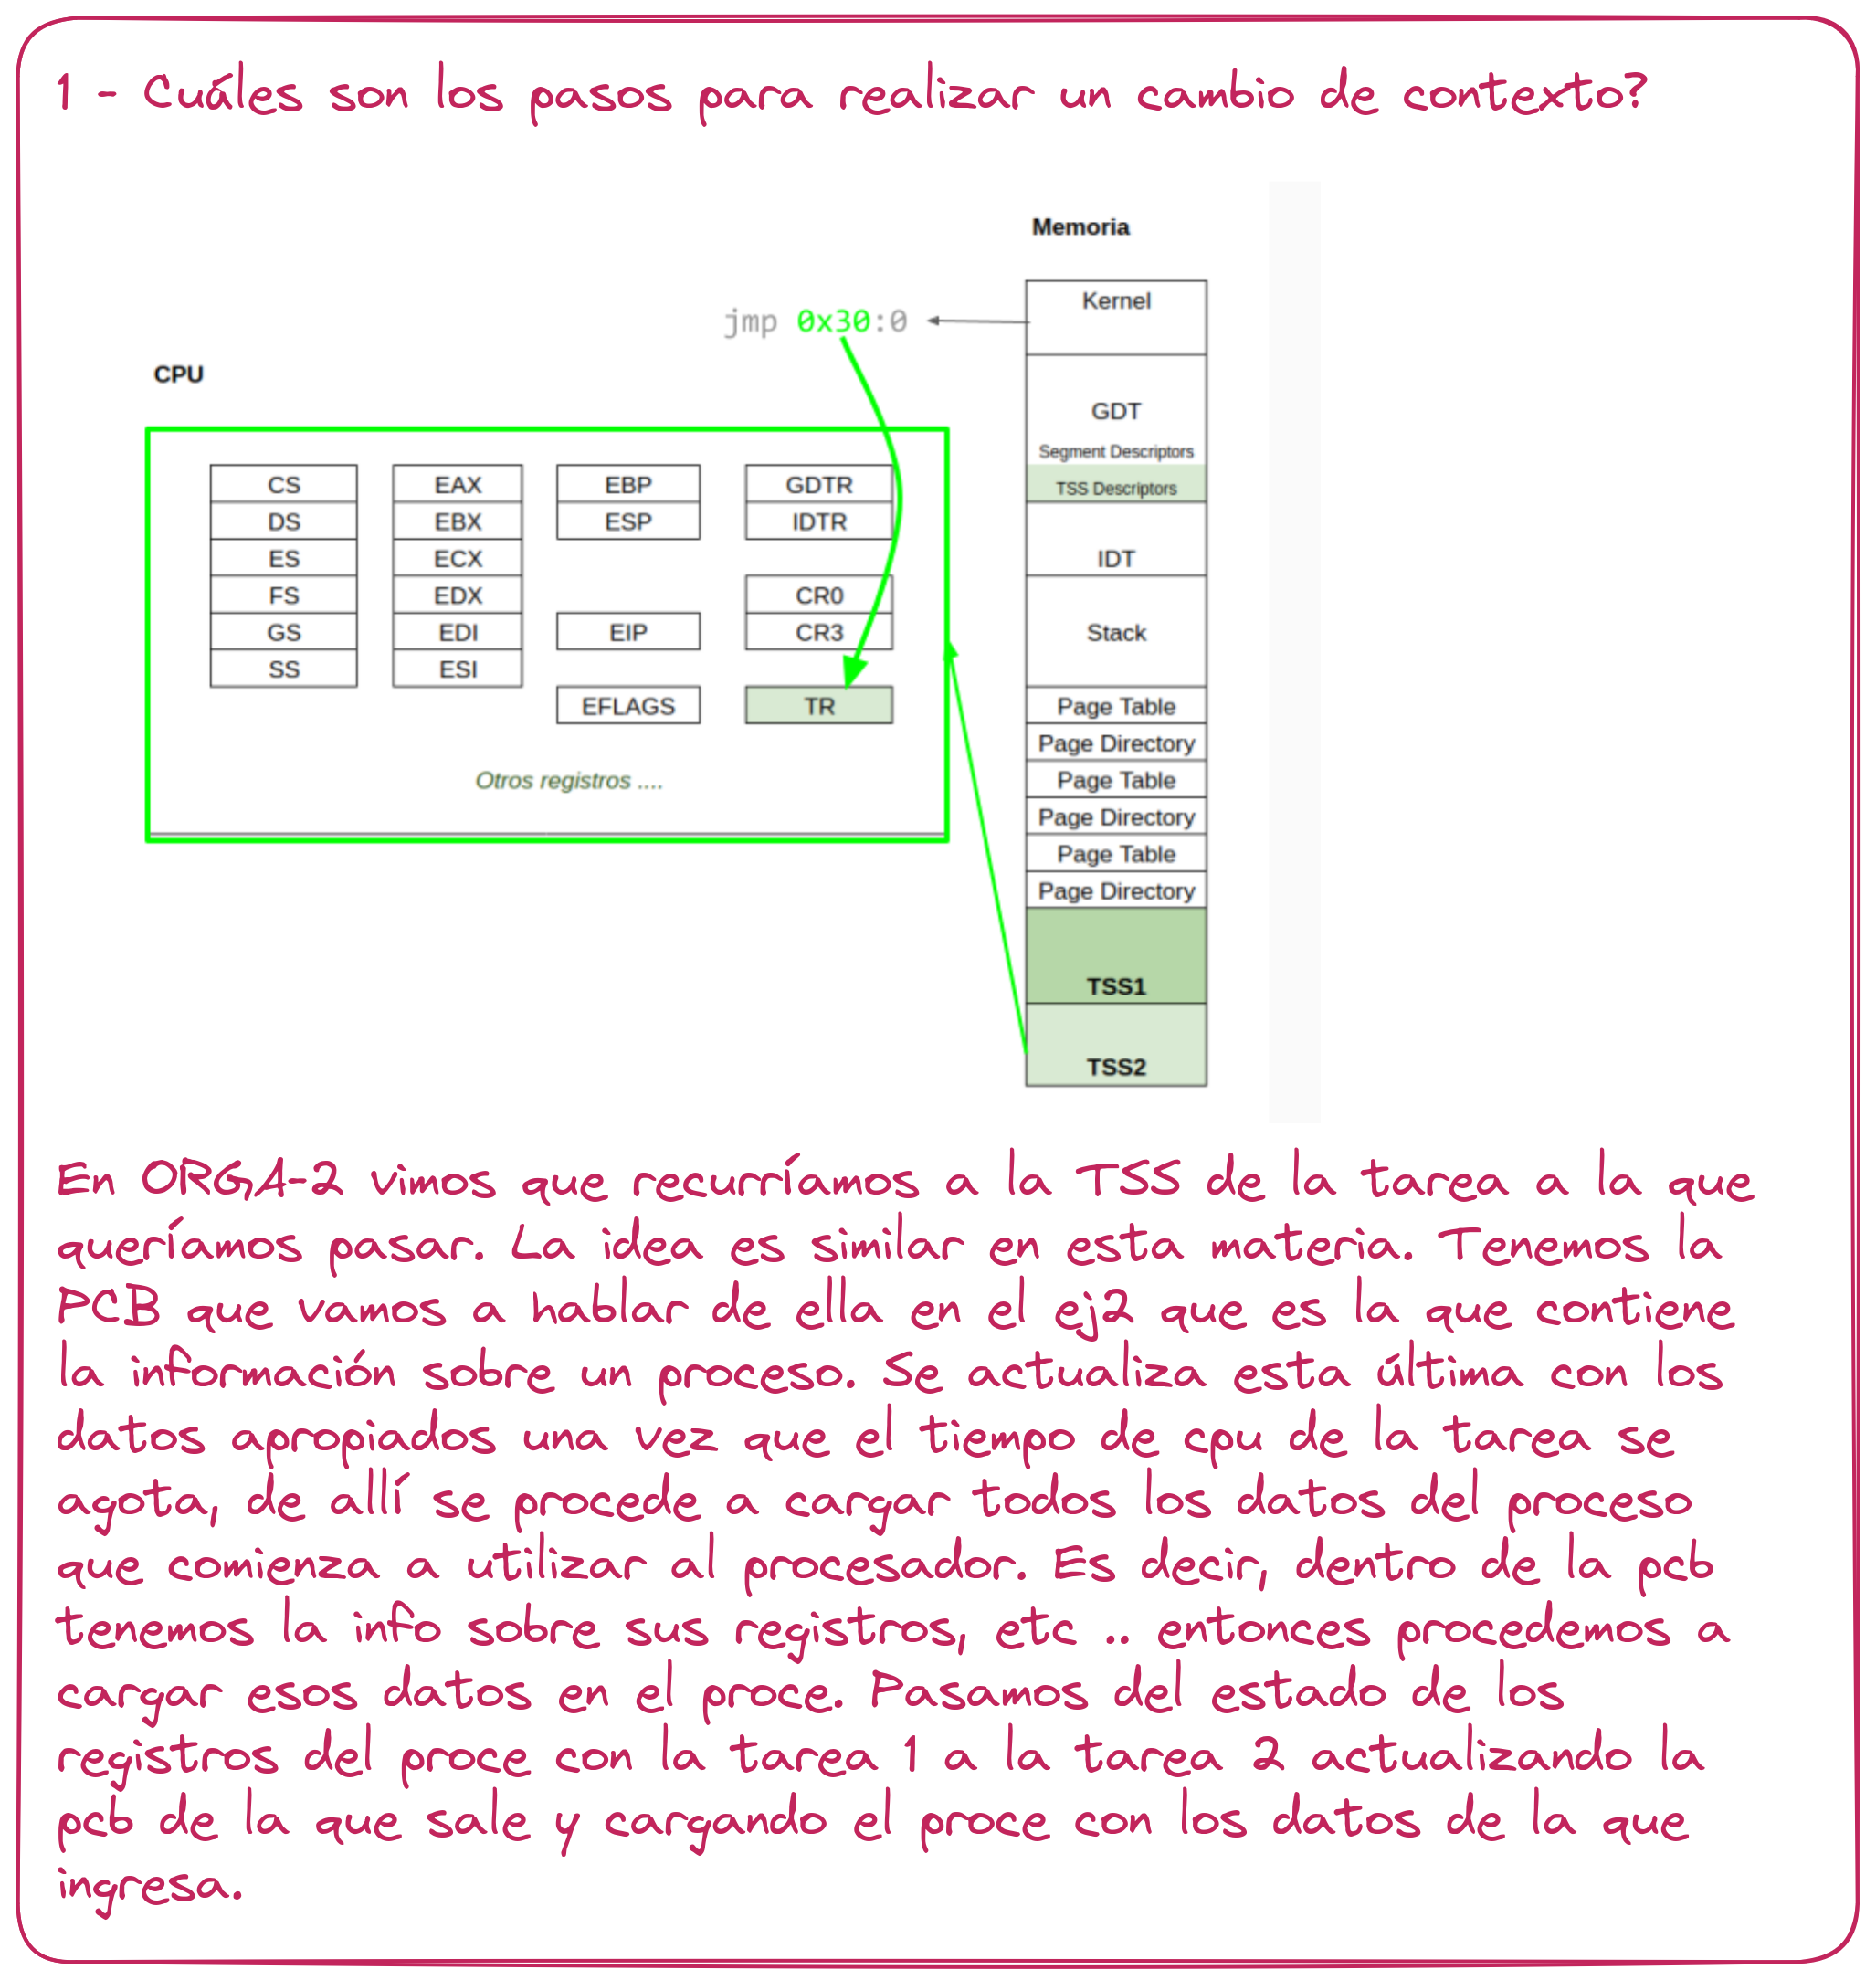 1 - Cuáles son los pasos para realizar un cambio de contexto?
Memoria
Kernel
jmp 0x30:0
CPU
GDT
Segment Descriptors
TSS Descriptors
CS EAX EBP GDTR
DS EBX ESP IDTR
ES ECX IDT
FS EDX CR0
GS EDI EIP CR3 Stack
SS ESI
EFLAGS TR Page Table
Page Directory
Otros registros .... Page Table
Page Directory
Page Table
Page Directory
TSS1
TSS2
En ORGA-2 vimos que recurríamos a la TSS de la tarea a la que
queríamos pasar. La idea es similar en esta materia. Tenemos la
PCB que vamos a hablar de ella en el ej2 que es la que contiene
la información sobre un proceso. Se actualiza esta última con los
datos apropiados una vez que el tiempo de cpu de la tarea se
agota, de allí se procede a cargar todos los datos del proceso
que comienza a utilizar al procesador. Es decir, dentro de la pcb
tenemos la info sobre sus registros, etc .. entonces procedemos a
cargar esos datos en el proce. Pasamos del estado de los
registros del proce con la tarea 1 a la tarea 2 actualizando la
pcb de la que sale y cargando el proce con los datos de la que
ingresa.